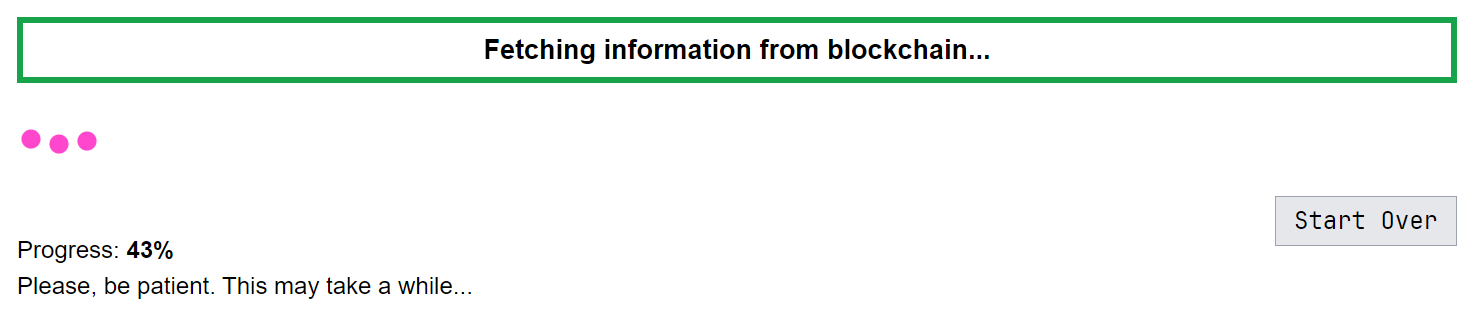 Fetching information from blockchain...
Start Over
Progress: 43%
Please, be patient. This may take a while...